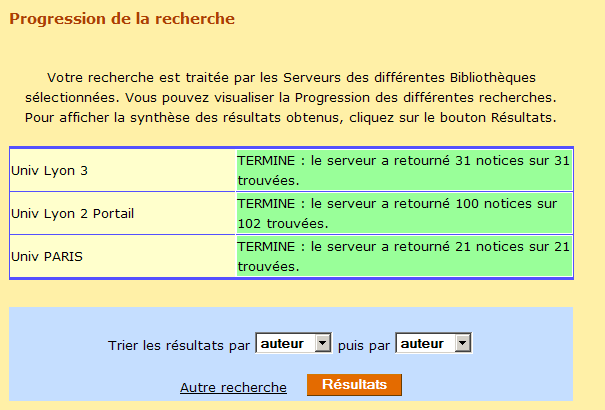 Progression de la recherche
Votre recherche est traitée par les Serveurs des différentes Bibliothèques
sélectionnées. Vous pouvez visualiser la Progression des différentes recherches.
Pour afficher la synthèse des résultats obtenus, cliquez sur le bouton Résultats.
Univ Lyon 3
TERMINE : le serveur a retourné 31 notices sur 31
trouvées.
Univ Lyon 2 Portail
TERMINE : le serveur a retourné 100 notices sur
102 trouvées.
Univ PARIS
TERMINE : le serveur a retourné 21 notices sur 21
trouvées.
Trier les résultats par auteur puis par auteur
Autre recherche Résultats